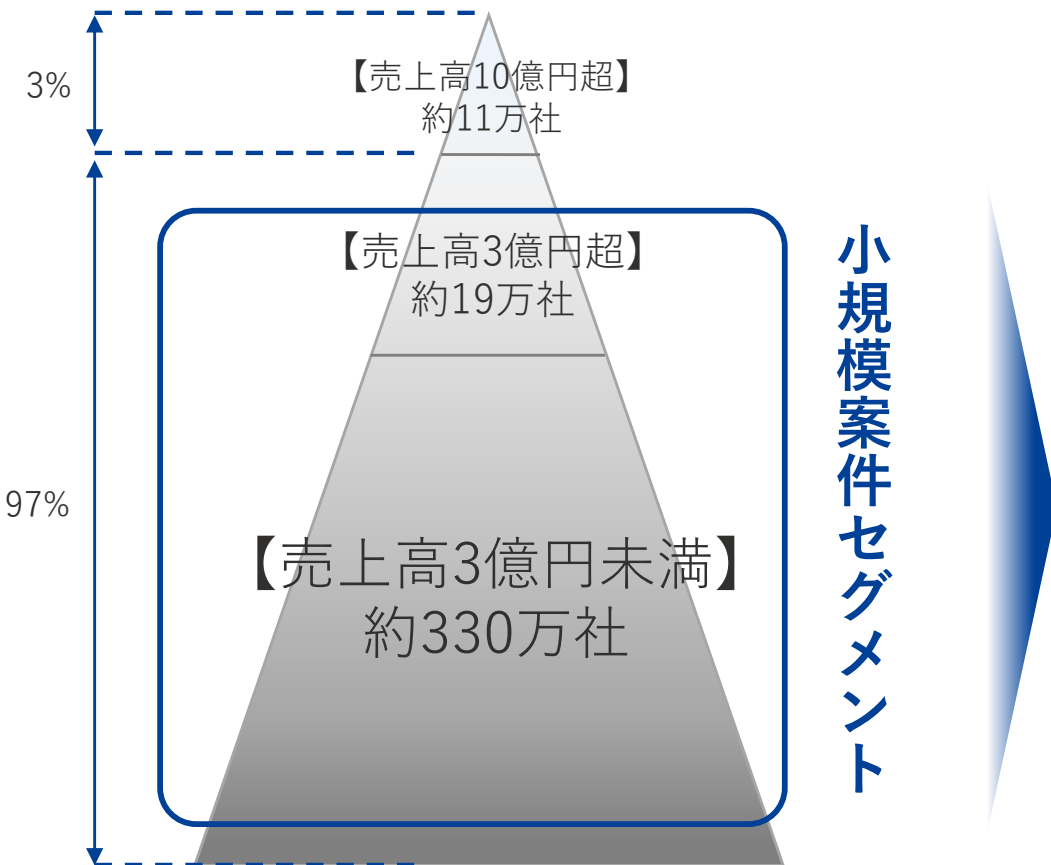 3%
【売上高10億円超】
約11万社
【売上高3億円超】
約19万社
97%
【売上高3億円未満】
約330万社
小規模案件セグメント